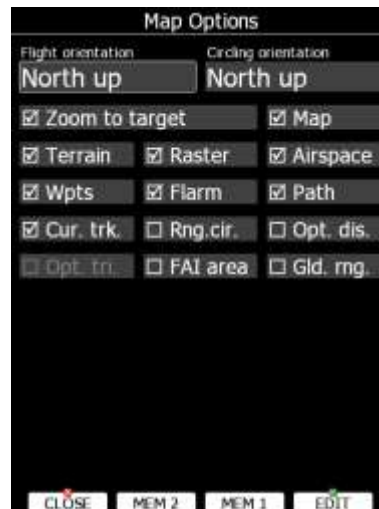 Map Options
Flight orientation Circling orientation
North up North up
Zoom to target Map
Terrain Raster Airspace
Wpts Flarm Path
Cur. trk. Rng.cir. Opt. dis.
Opt. tri. FAI area Gld. rng.
CLOSE MEM 2 MEM 1 EDIT